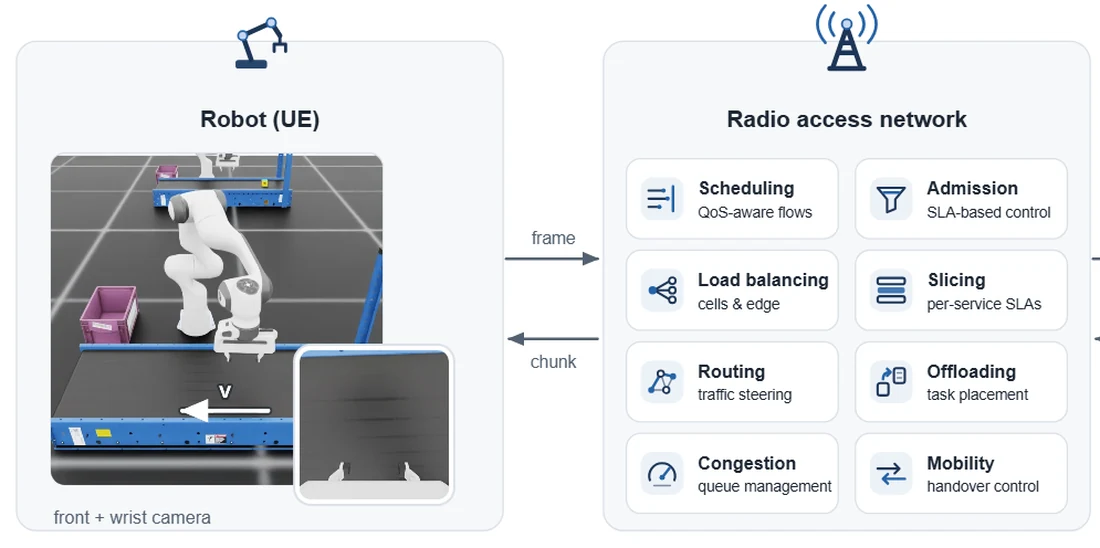 Robot (UE)
V
front + wrist camera
frame
chunk
Radio access network
Scheduling
QoS-aware flows
Admission
SLA-based control
Load balancing
cells & edge
Slicing
per-service SLAs
Routing
traffic steering
Offloading
task placement
Congestion
queue management
Mobility
handover control